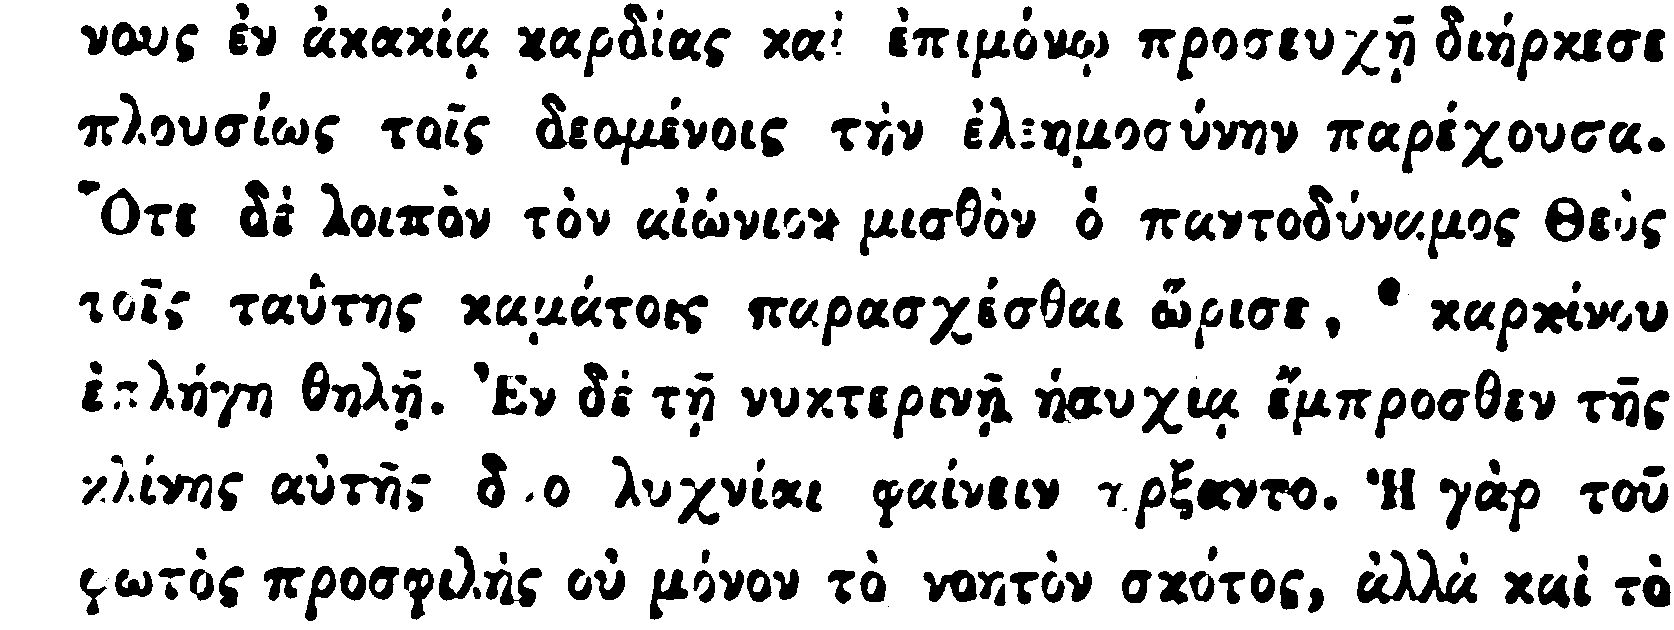 νους ἐν ἀκακίᾳ καρδίας καὶ ἐπιμόνῳ προσευχῇ διήρκεσε
πλουσίως τοῖς δεομένοις τὴν ἐλεημοσύνην παρέχουσα.
Ὅτε δὲ λοιπὸν τὸν αἰώνιον μισθὸν ὁ παντοδύναμος Θεὸς
τοῖς ταύτης καμάτοις παρασχέσθαι ὥρισε, καρκίνου
ἐπλήγη θηλῇ. Ἐν δὲ τῇ νυκτερινῇ ἡσυχίᾳ ἔμπροσθεν τῆς
κλίνης αὐτῆς δύο λυχνίαι φαίνειν ἤρξαντο. Ἡ γὰρ τοῦ
φωτὸς προσφιλὴς οὐ μόνον τὸ νοητὸν σκότος, ἀλλὰ καὶ τὸ